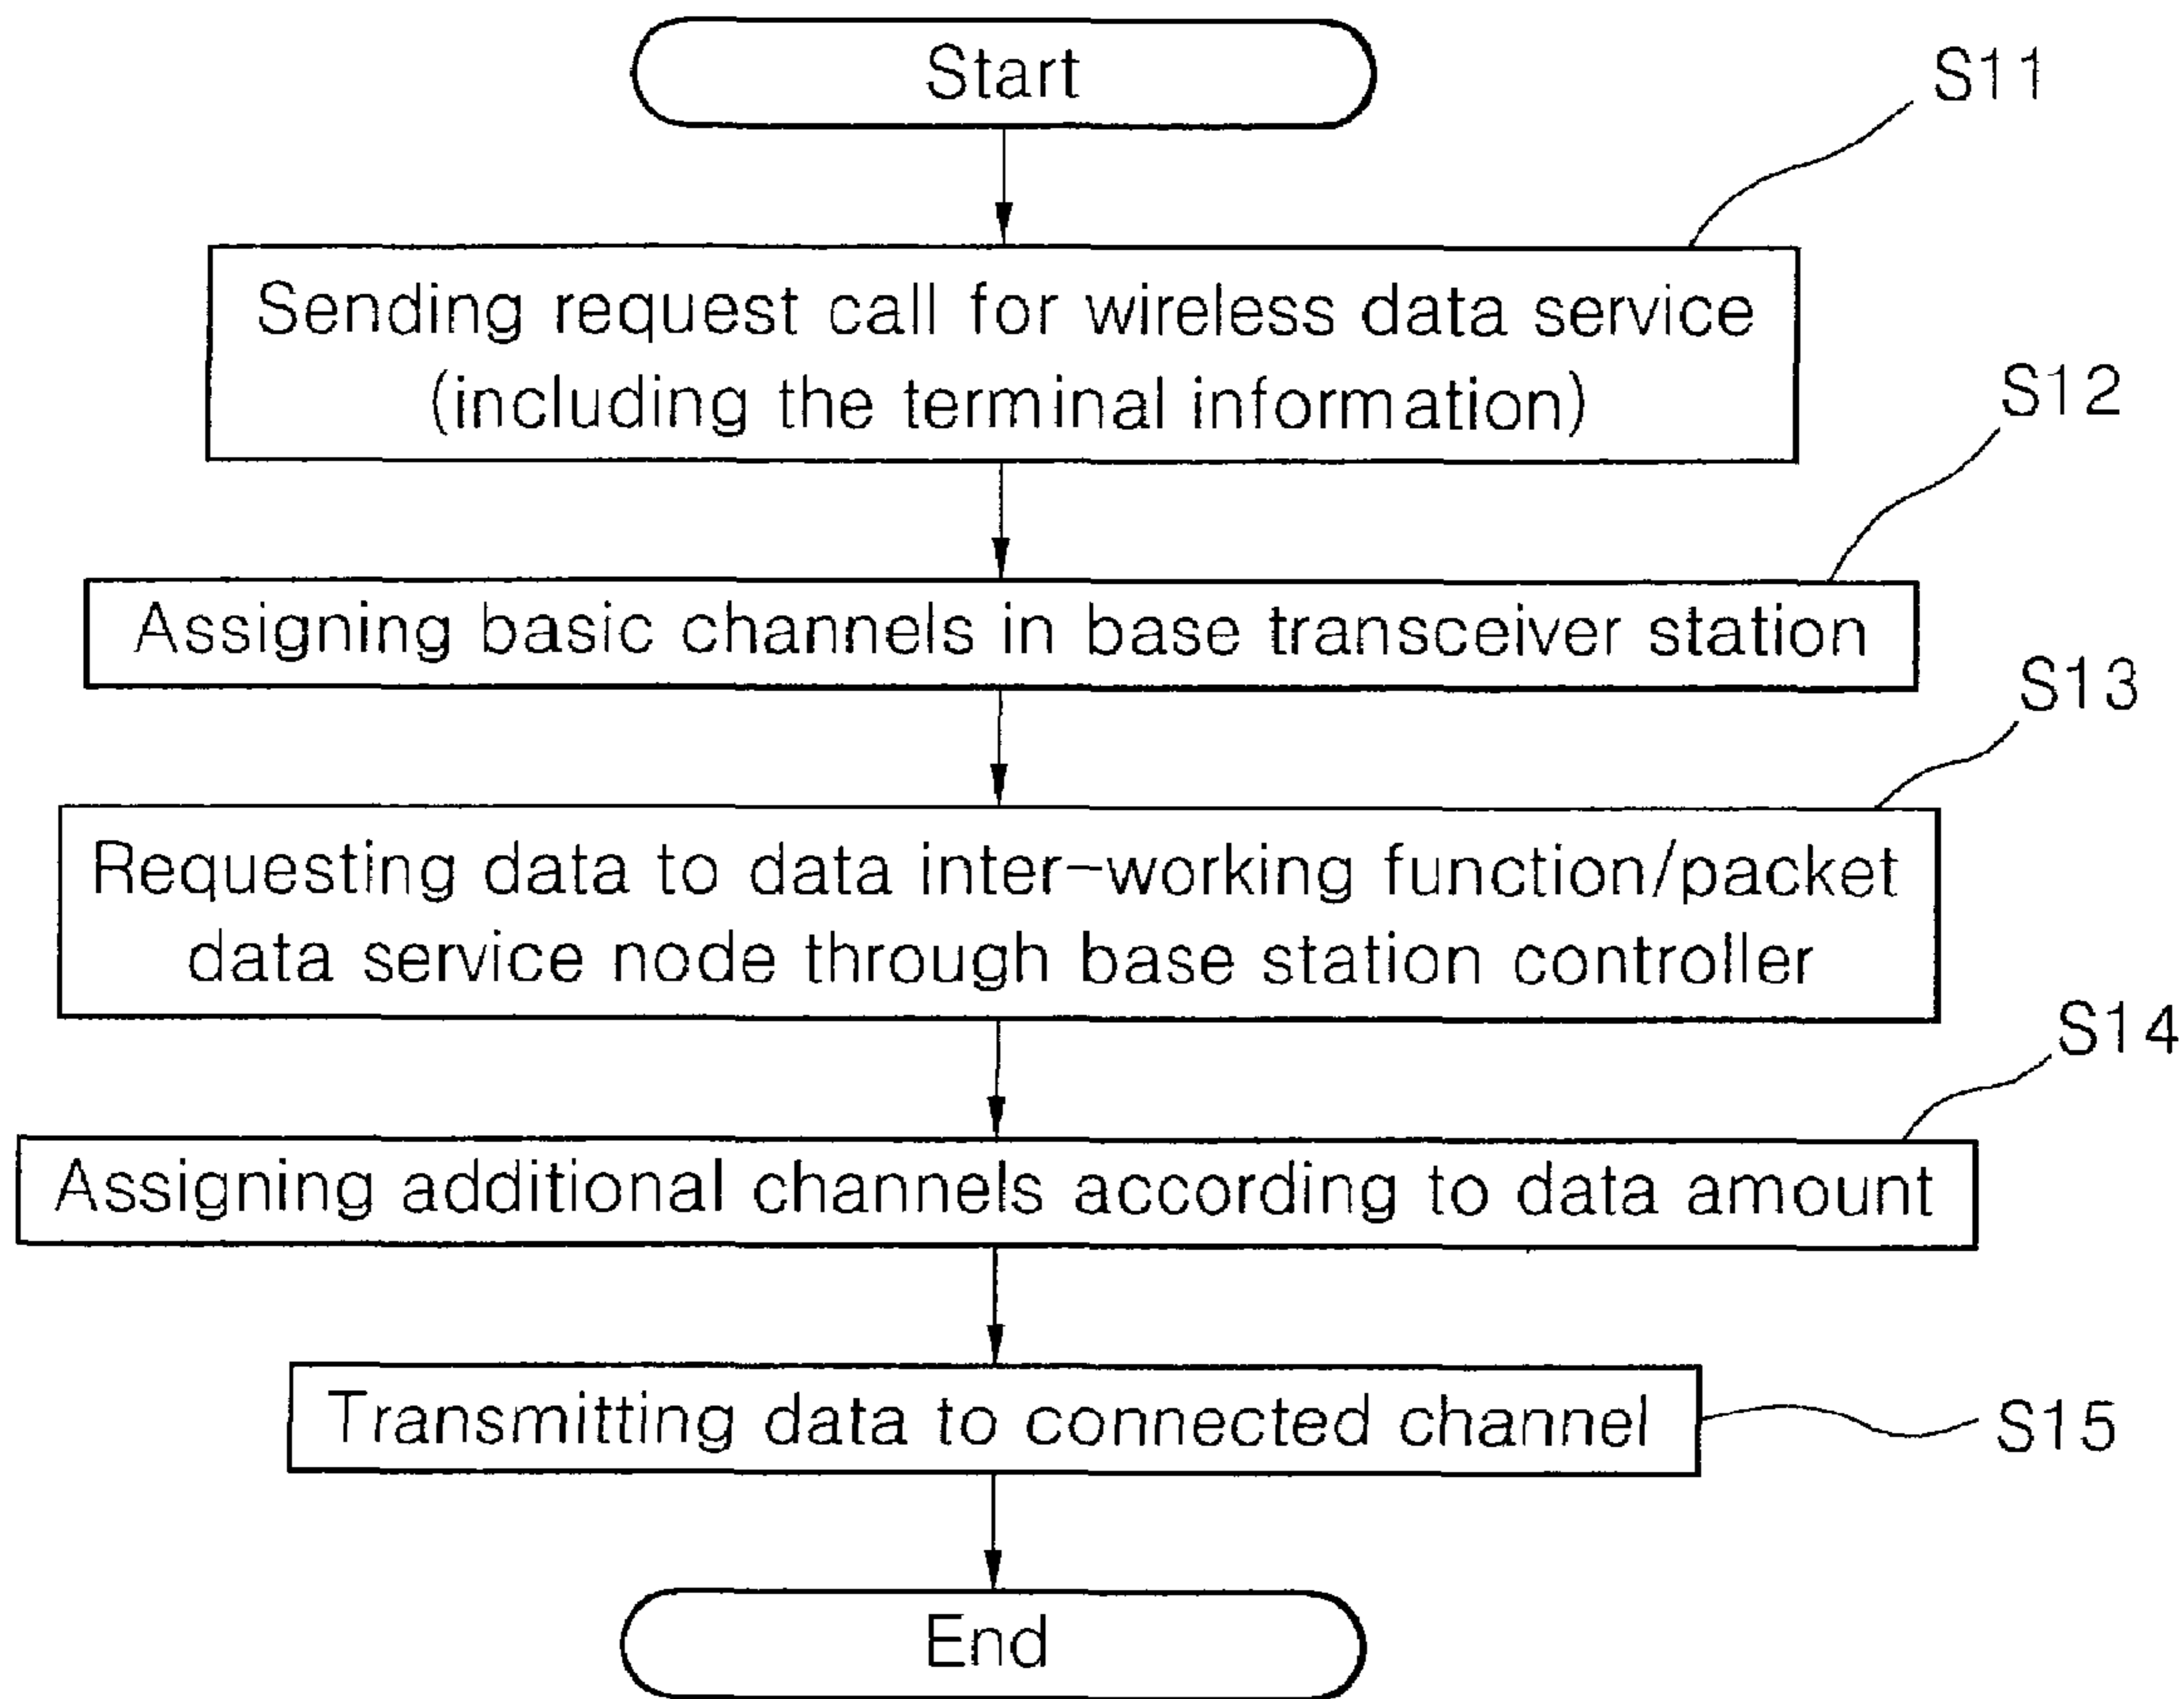 Start
S11
Sending request call for wireless data service
(including the terminal information)
S12
Assigning basic channels in base transceiver station
S13
Requesting data to data inter-working function/packet
data service node through base station controller
S14
Assigning additional channels according to data amount
Transmitting data to connected channel
S15
End